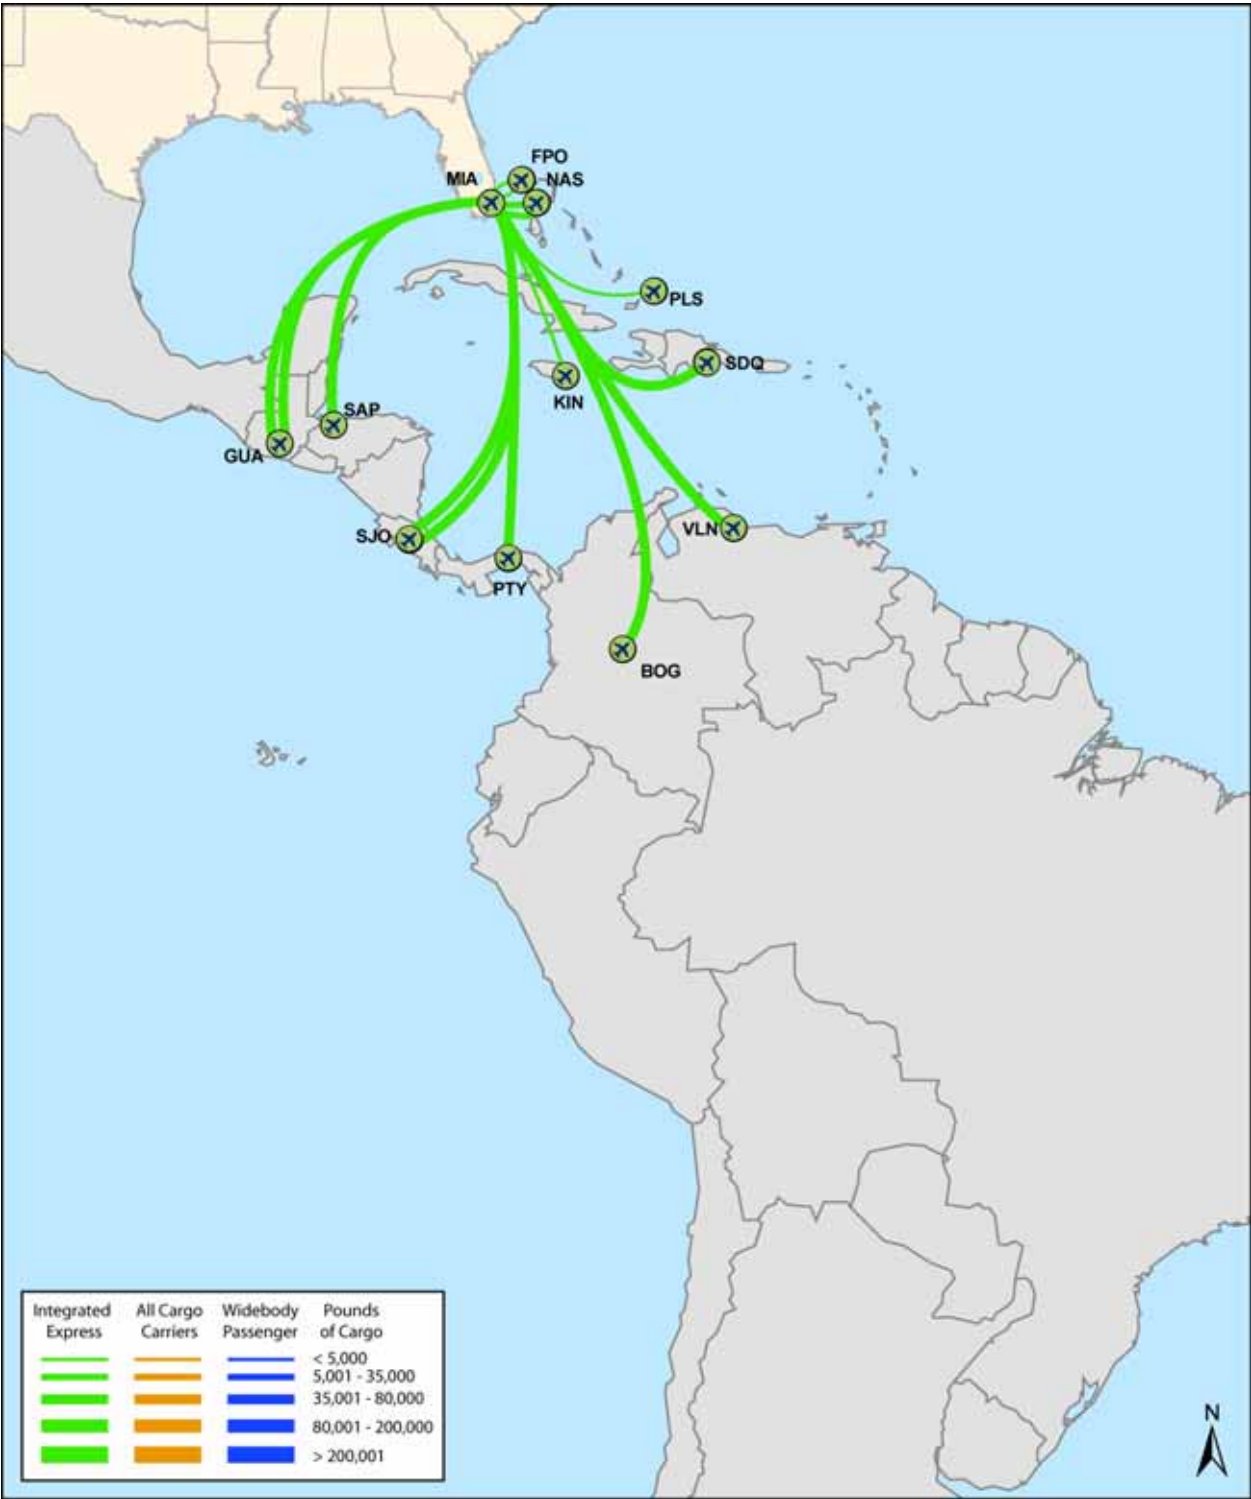 FPO
MIA
NAS
PLS
SDQ
KIN
SAP
GUA
VLN
SJO
PTY
BOG
Integrated Express
All Cargo Carriers
Widebody Passenger
Pounds of Cargo
< 5,000
5,001 - 35,000
35,001 - 80,000
80,001 - 200,000
> 200,001
N